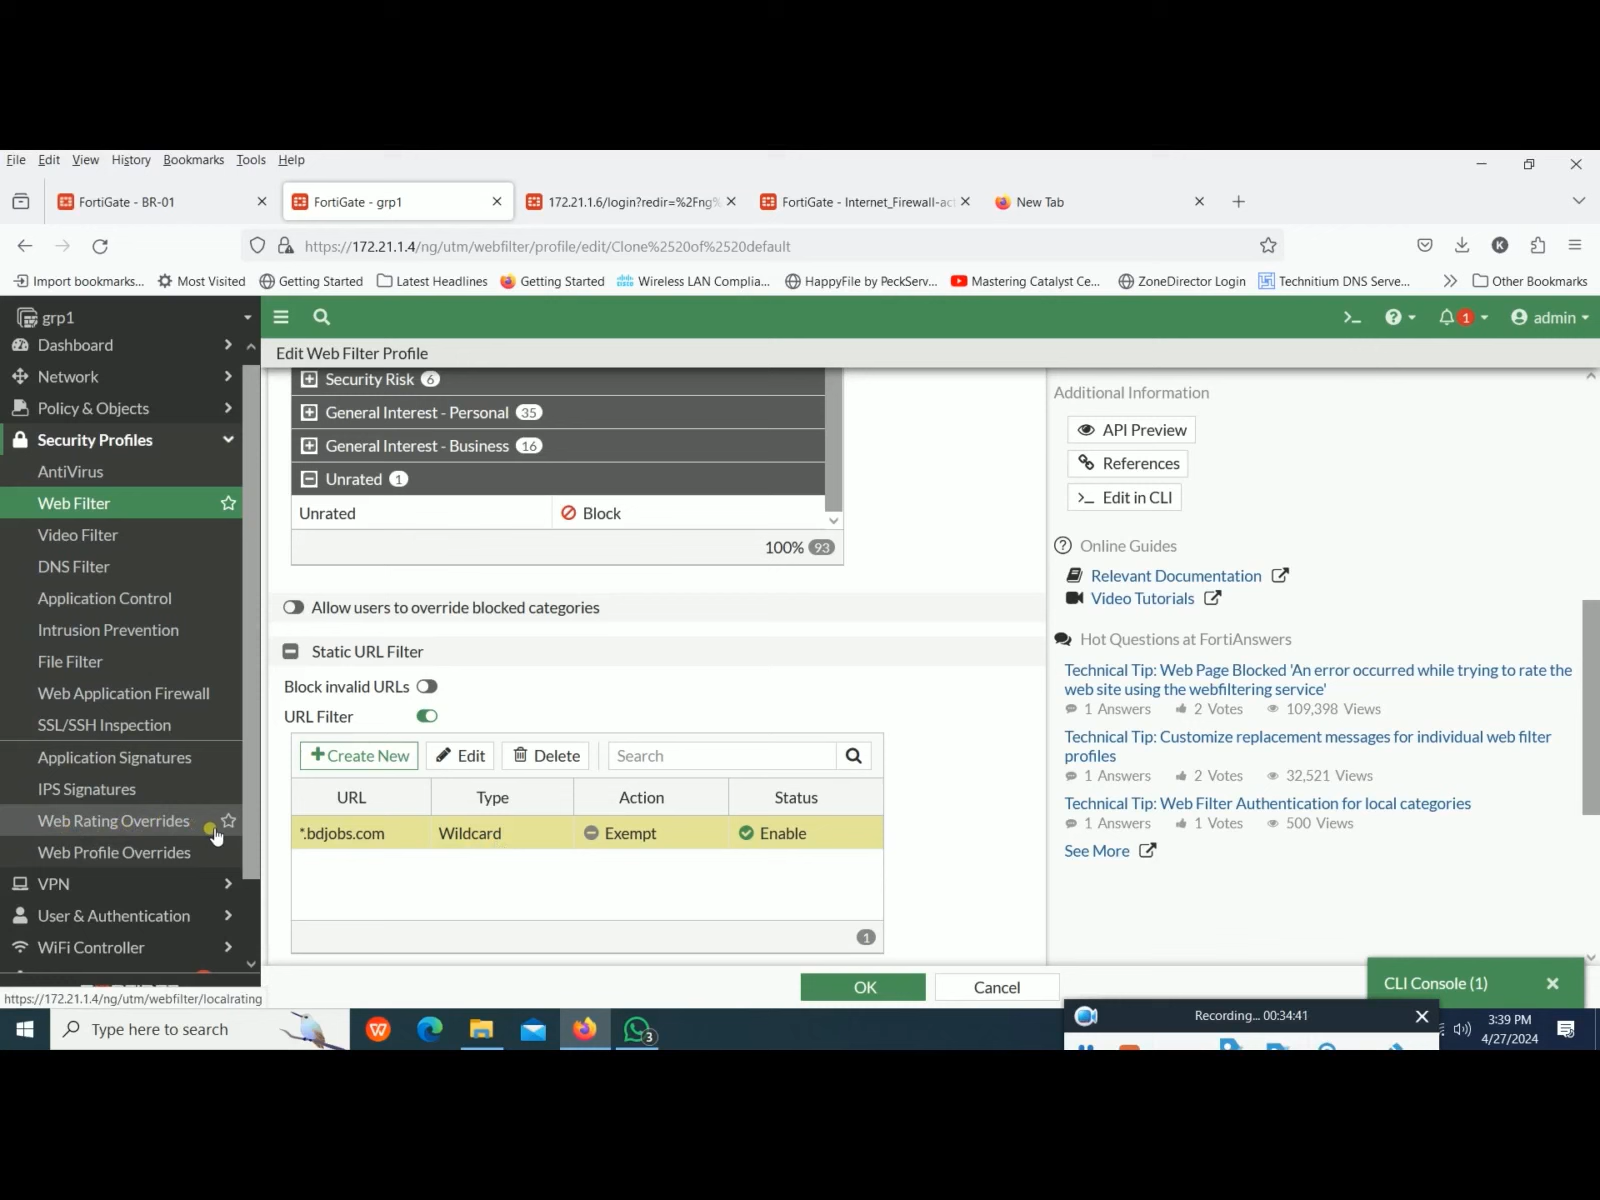 File Edit View History Bookmarks Tools Help
FortiGate - BR-01
FortiGate - grp1
172.21.1.6/login?redir=%2Fng%
FortiGate - Internet_Firewall-ac
New Tab
https://172.21.1.4/ng/utm/webfilter/profile/edit/Clone%2520of%2520default
Import bookmarks... Most Visited Getting Started Latest Headlines Getting Started Wireless LAN Complia... HappyFile by PeckServ... Mastering Catalyst Ce... ZoneDirector Login Technitium DNS Serve... Other Bookmarks
grp1
1 admin
Dashboard
Network
Policy & Objects
Security Profiles
AntiVirus
Web Filter
Video Filter
DNS Filter
Application Control
Intrusion Prevention
File Filter
Web Application Firewall
SSL/SSH Inspection
Application Signatures
IPS Signatures
Web Rating Overrides
Web Profile Overrides
VPN
User & Authentication
WiFi Controller
https://172.21.1.4/ng/utm/webfilter/localrating
Edit Web Filter Profile
Security Risk 6
General Interest - Personal 35
General Interest - Business 16
Unrated 1
Unrated Block
100% 93
Allow users to override blocked categories
Static URL Filter
Block invalid URLs
URL Filter
Create New Edit Delete Search
URL Type Action Status
*.bdjobs.com Wildcard Exempt Enable
1
OK Cancel
Additional Information
API Preview
References
>_ Edit in CLI
Online Guides
Relevant Documentation
Video Tutorials
Hot Questions at FortiAnswers
Technical Tip: Web Page Blocked 'An error occurred while trying to rate the
web site using the webfiltering service'
1 Answers 2 Votes 109,398 Views
Technical Tip: Customize replacement messages for individual web filter
profiles
1 Answers 2 Votes 32,521 Views
Technical Tip: Web Filter Authentication for local categories
1 Answers 1 Votes 500 Views
See More
CLI Console (1)
Recording... 00:34:41
Type here to search
3
3:39 PM
4/27/2024